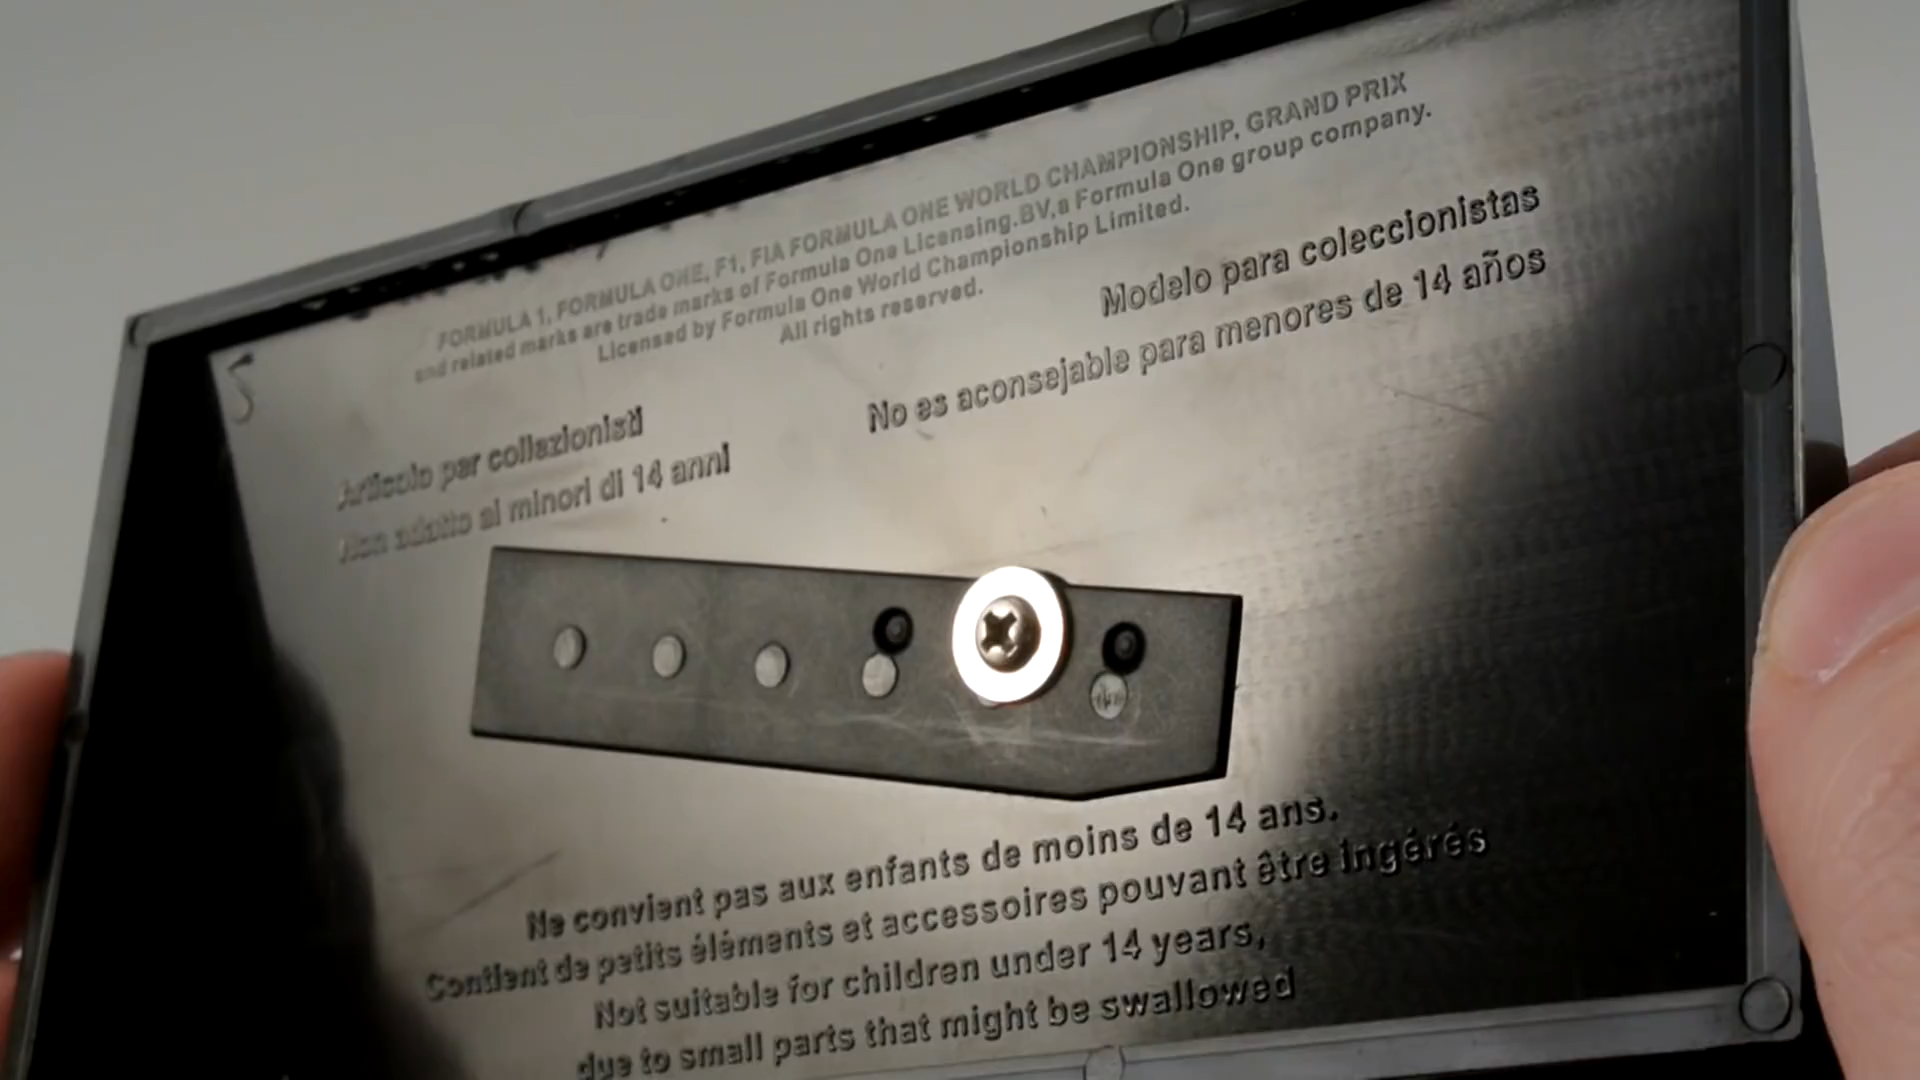 FORMULA 1, FORMULA ONE, F1, FIA FORMULA ONE WORLD CHAMPIONSHIP, GRAND PRIX
and related marks are trade marks of Formula One Licensing.BV,a Formula One group company.
Licensed by Formula One World Championship Limited.
All rights reserved.
Modelo para coleccionistas
No es aconsejable para menores de 14 años
Articolo per collezionisti
Non adatto ai minori di 14 anni
Ne convient pas aux enfants de moins de 14 ans.
Contient de petits éléments et accessoires pouvant être ingérés
Not suitable for children under 14 years,
due to small parts that might be swallowed